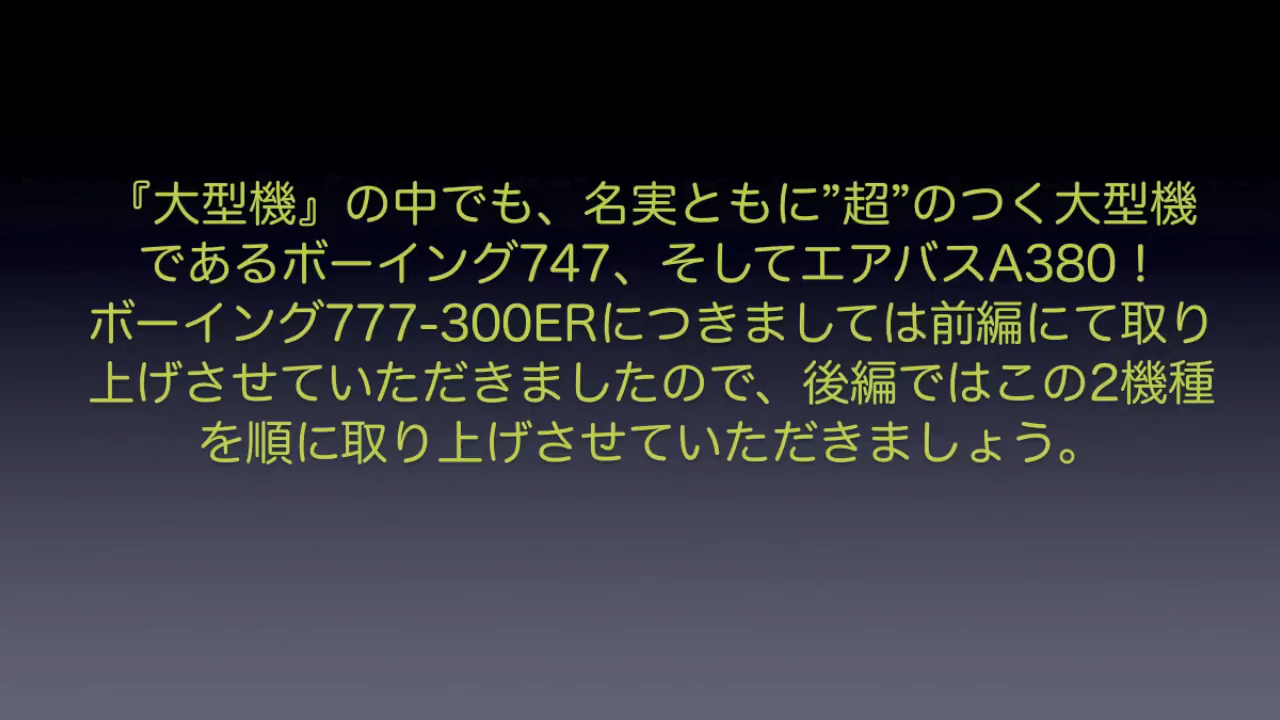 『大型機』の中でも、名実ともに”超”のつく大型機
であるボーイング747、そしてエアバスA380！
ボーイング777-300ERにつきましては前編にて取り
上げさせていただきましたので、後編ではこの2機種
を順に取り上げさせていただきましょう。